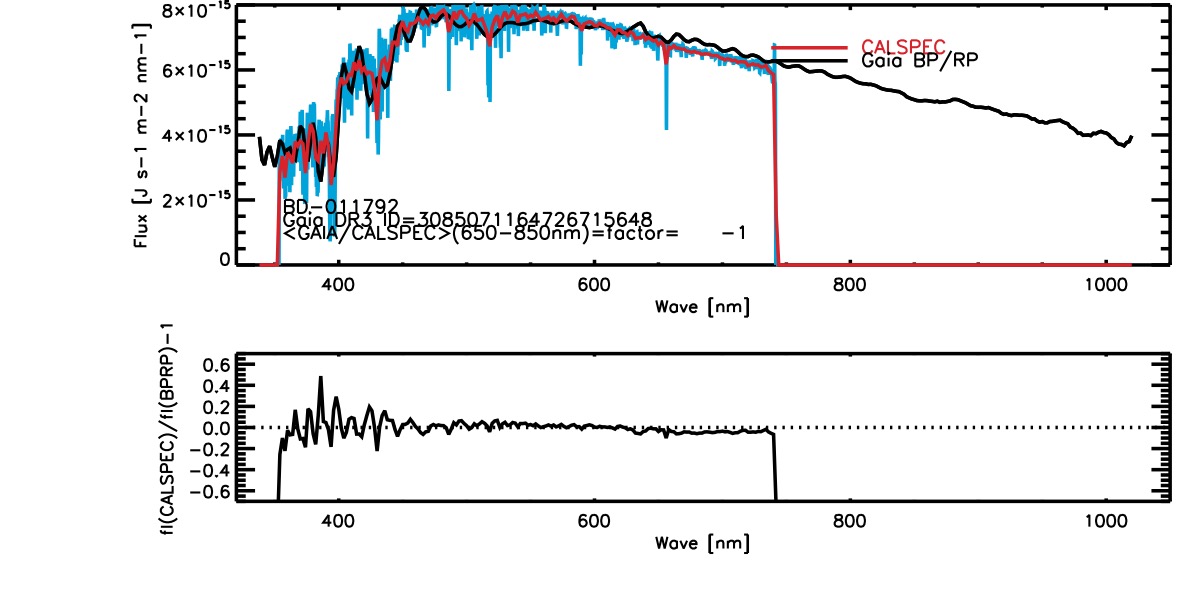 8×10−15
6×10−15
4×10−15
2×10−15
0
Flux [J s−1 m−2 nm−1]
CALSPEC
Gaia BP/RP
BD−011792
Gaia DR3 ID=3085071164726715648
<GAIA/CALSPEC>(650−850nm)=factor= −1
400 600 800 1000
Wave [nm]
fl(CALSPEC)/fl(BPRP)−1
0.6
0.4
0.2
0.0
−0.2
−0.4
−0.6
400 600 800 1000
Wave [nm]